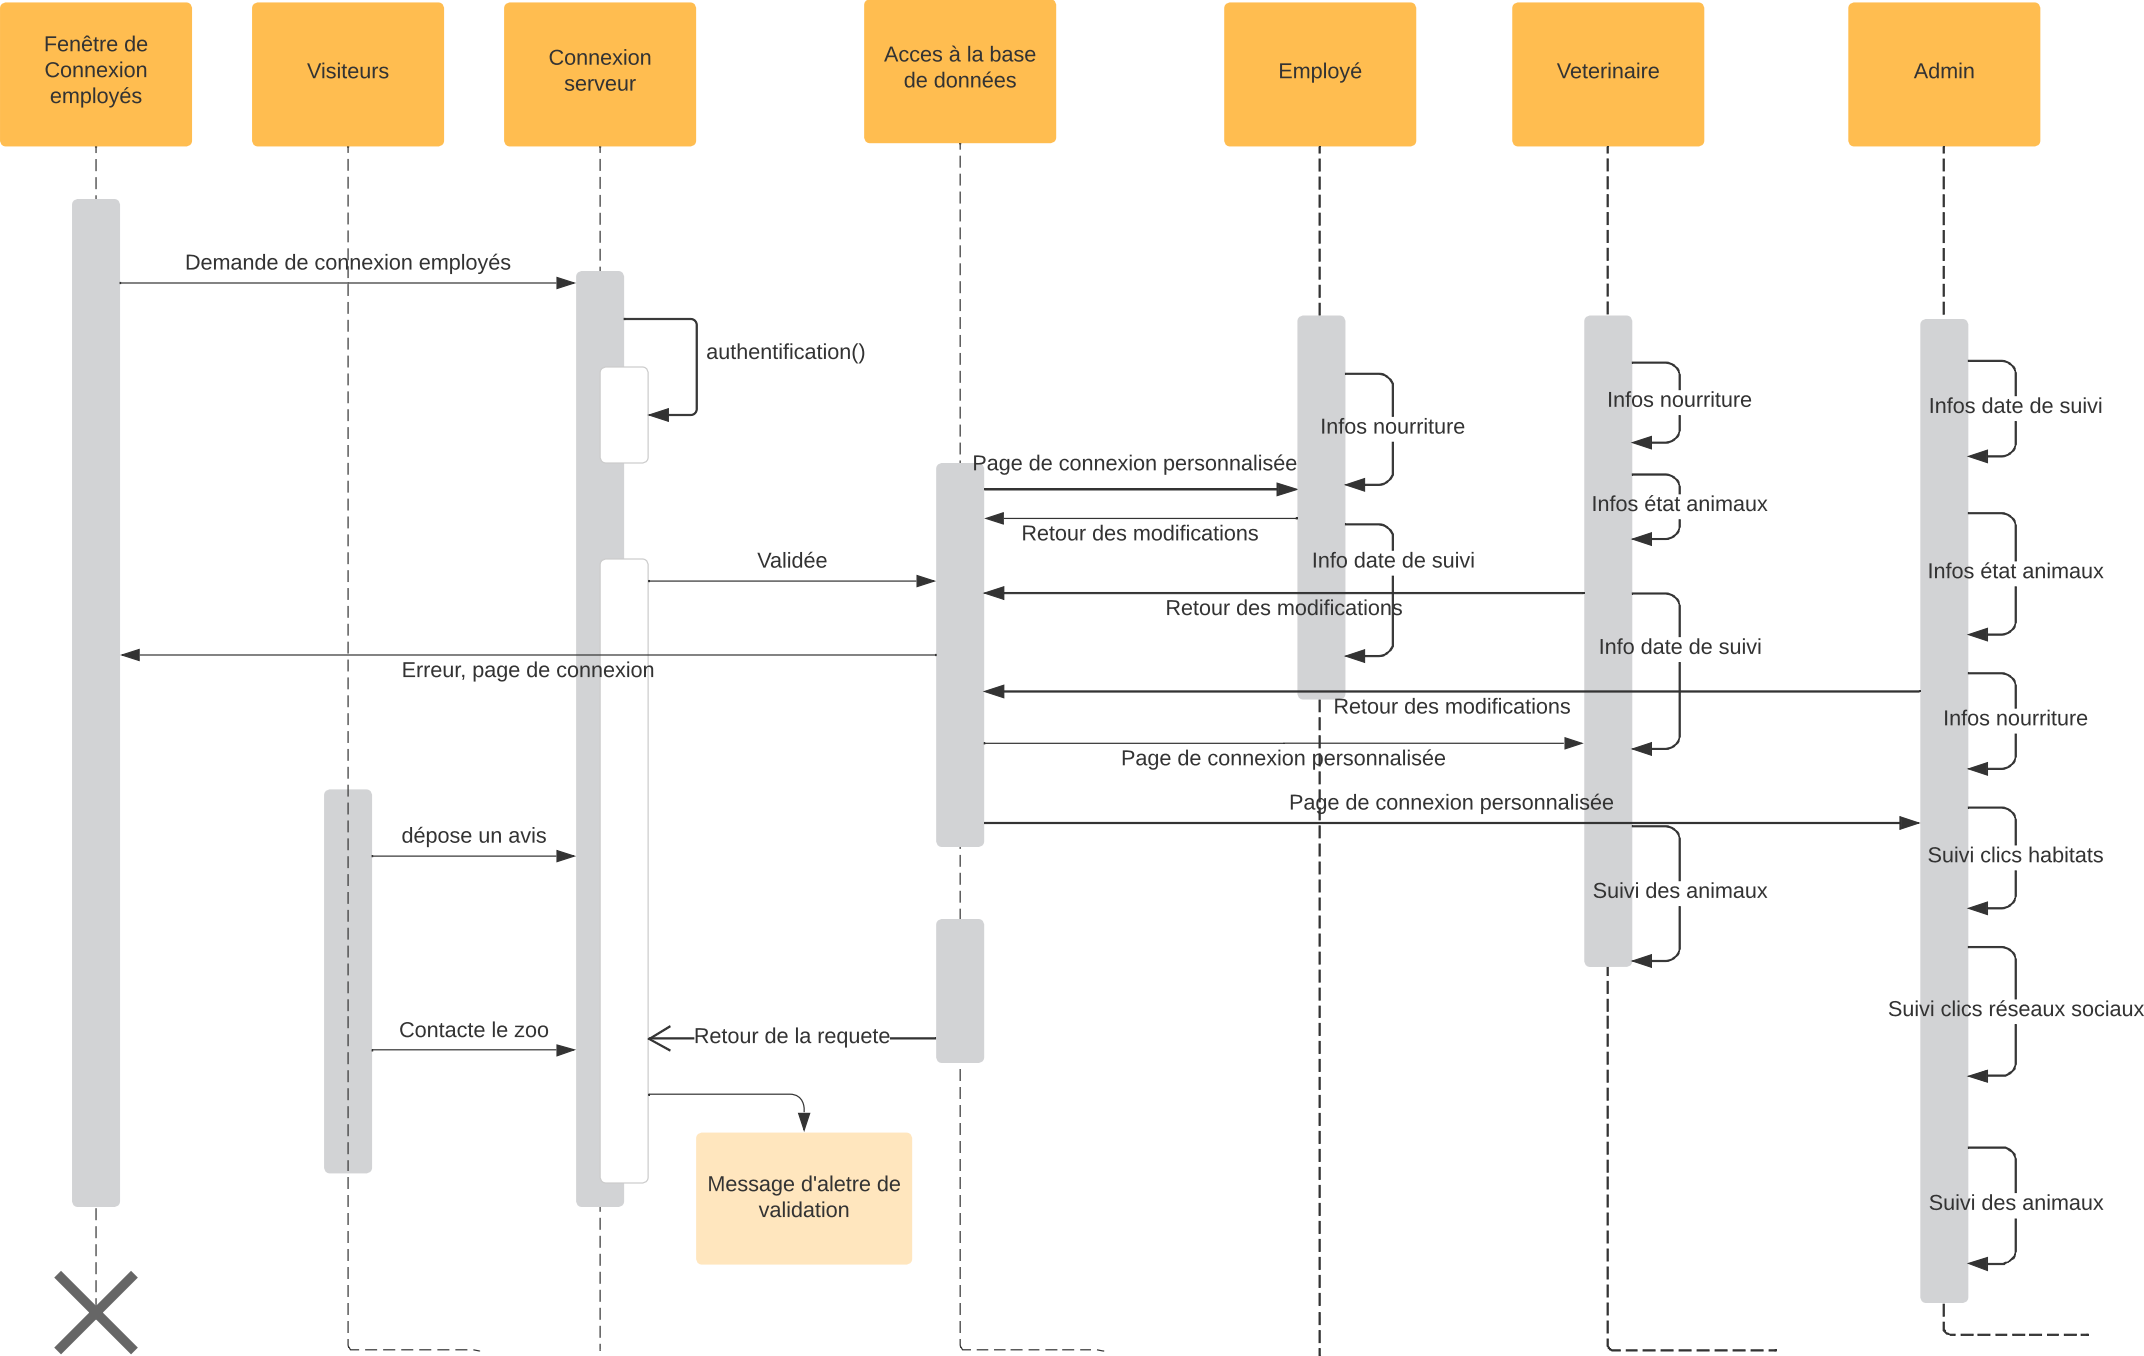 Fenêtre de
Connexion
employés
Visiteurs
Connexion
serveur
Acces à la base
de données
Employé
Veterinaire
Admin
Demande de connexion employés
authentification()
Infos nourriture
Infos date de suivi
Infos nourriture
Page de connexion personnalisée
Infos état animaux
Retour des modifications
Validée
Info date de suivi
Infos état animaux
Retour des modifications
Info date de suivi
Erreur, page de connexion
Retour des modifications
Infos nourriture
Page de connexion personnalisée
Page de connexion personnalisée
dépose un avis
Suivi clics habitats
Suivi des animaux
Suivi clics réseaux sociaux
Contacte le zoo
Retour de la requete
Message d'aletre de
validation
Suivi des animaux